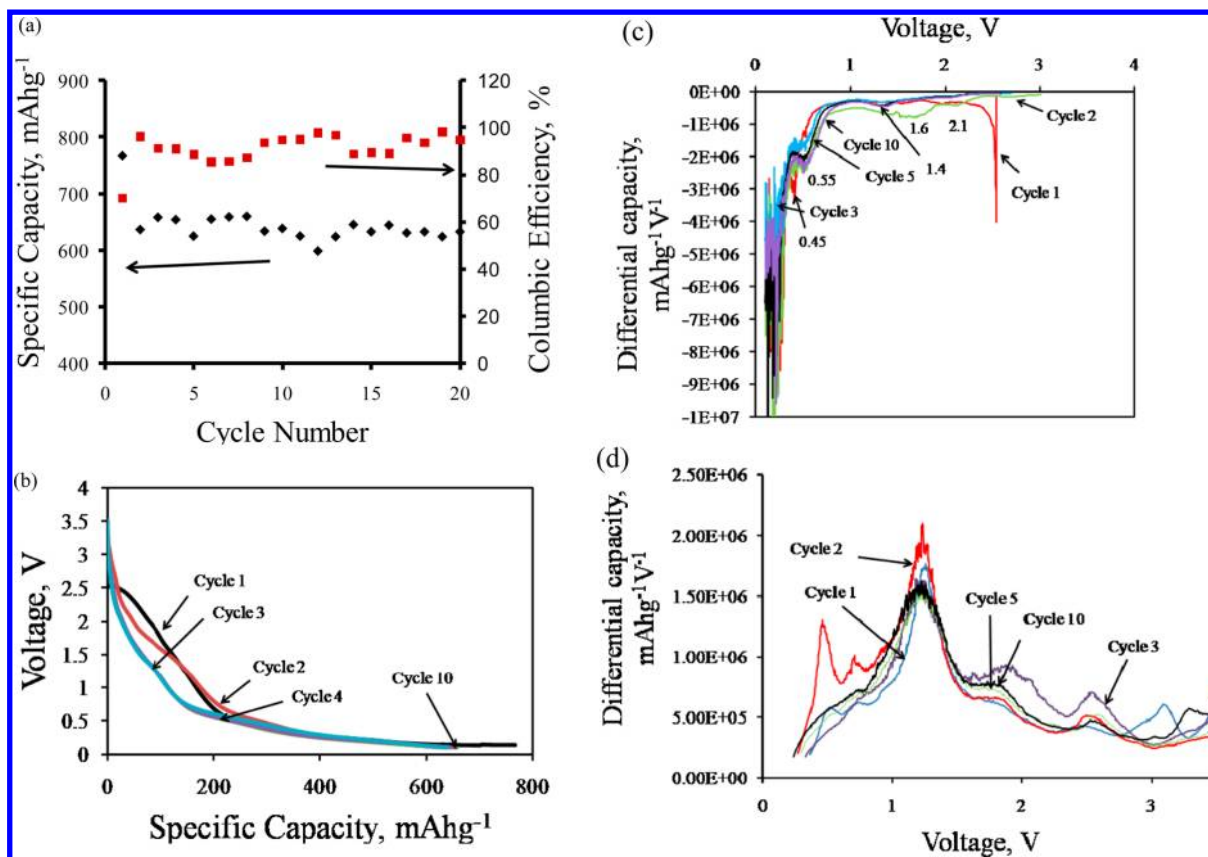 (a)
Specific Capacity, mAhg-1
900
800
700
600
500
400
120
100
80
60
40
20
0
Columbic Efficiency, %
0
5
10
15
20
Cycle Number
(b)
Voltage, V
4
3.5
3
2.5
2
1.5
1
0.5
0
Cycle 1
Cycle 3
Cycle 2
Cycle 4
Cycle 10
0
200
400
600
800
Specific Capacity, mAhg-1
(c)
Voltage, V
0
1
2
3
4
Differential capacity,
mAhg-1V-1
0E+00
-1E+06
-2E+06
-3E+06
-4E+06
-5E+06
-6E+06
-7E+06
-8E+06
-9E+06
-1E+07
Cycle 2
1.6
2.1
Cycle 10
Cycle 5
1.4
0.55
Cycle 1
Cycle 3
0.45
(d)
Differential capacity,
mAhg-1V-1
2.50E+06
2.00E+06
1.50E+06
1.00E+06
5.00E+05
0.00E+00
Cycle 2
Cycle 1
Cycle 5
Cycle 10
Cycle 3
0
1
2
3
Voltage, V